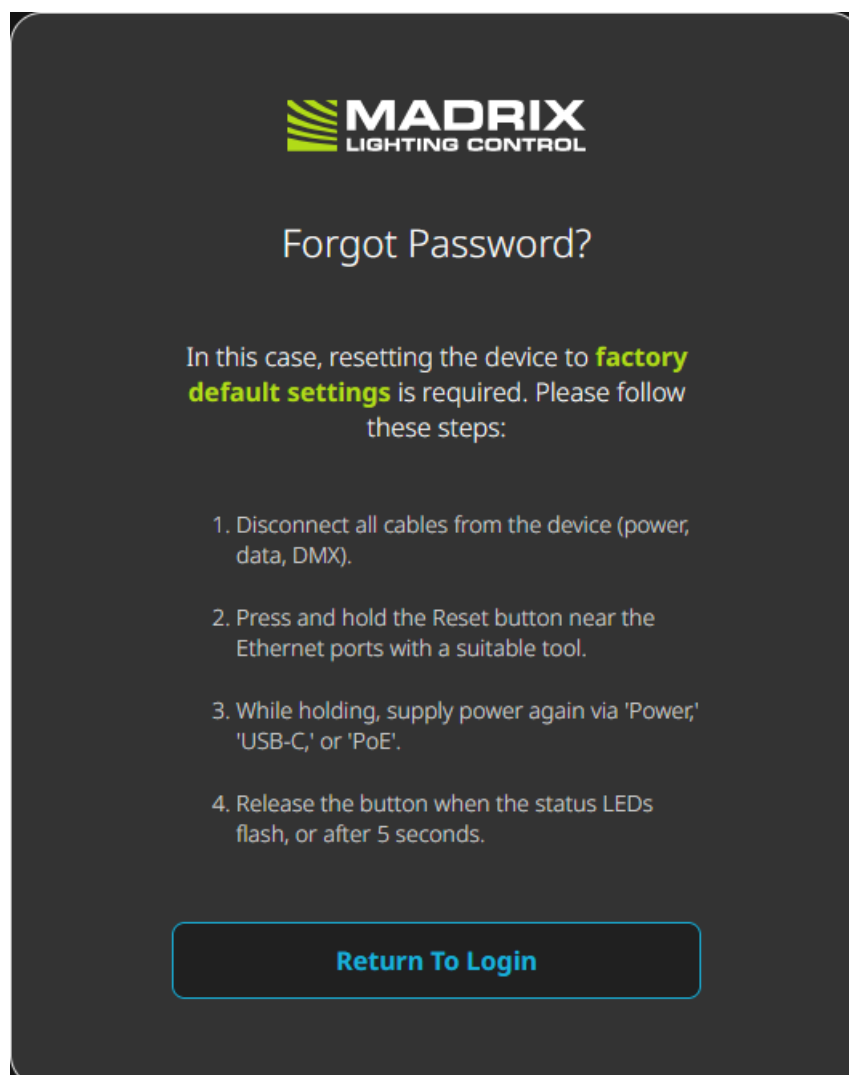 MADRIX
LIGHTING CONTROL
Forgot Password?
In this case, resetting the device to factory
default settings is required. Please follow
these steps:
1. Disconnect all cables from the device (power,
data, DMX).
2. Press and hold the Reset button near the
Ethernet ports with a suitable tool.
3. While holding, supply power again via 'Power,'
'USB-C,' or 'PoE'.
4. Release the button when the status LEDs
flash, or after 5 seconds.
Return To Login